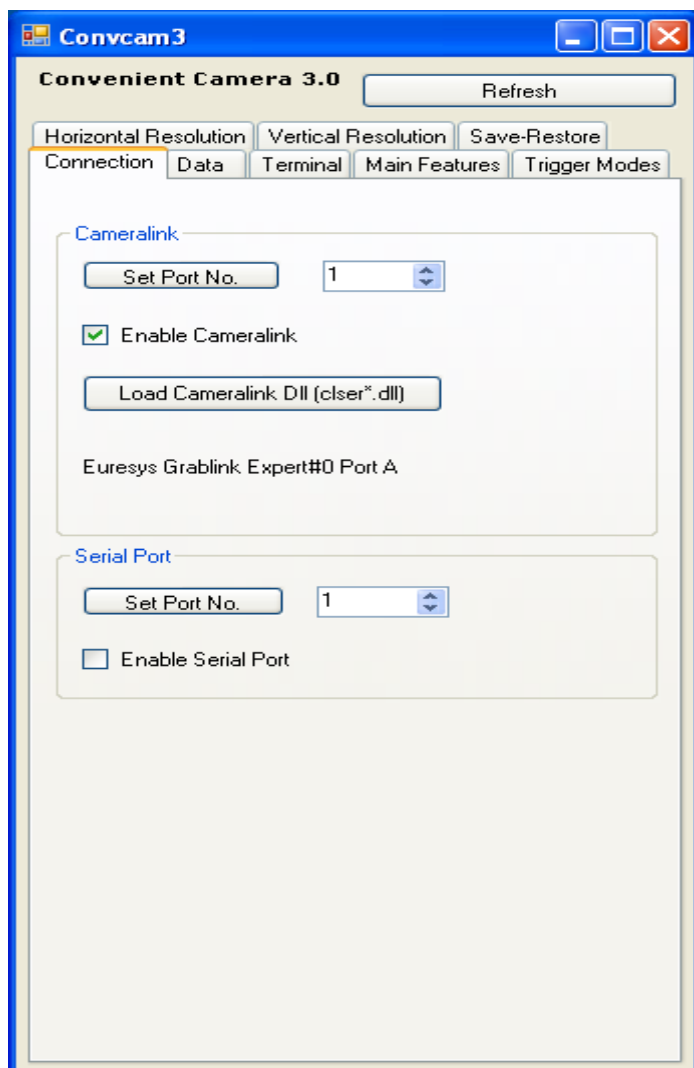 Convcam3
Convenient Camera 3.0
Refresh
Horizontal Resolution Vertical Resolution Save-Restore
Connection Data Terminal Main Features Trigger Modes
Cameralink
Set Port No. 1
Enable Cameralink
Load Cameralink Dll (clser*.dll)
Euresys Grablink Expert#0 Port A
Serial Port
Set Port No. 1
Enable Serial Port